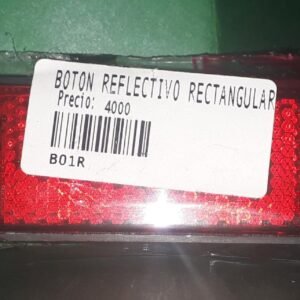 BOTON REFLECTIVO RECTANGULAR
Precio: 4000
B01R